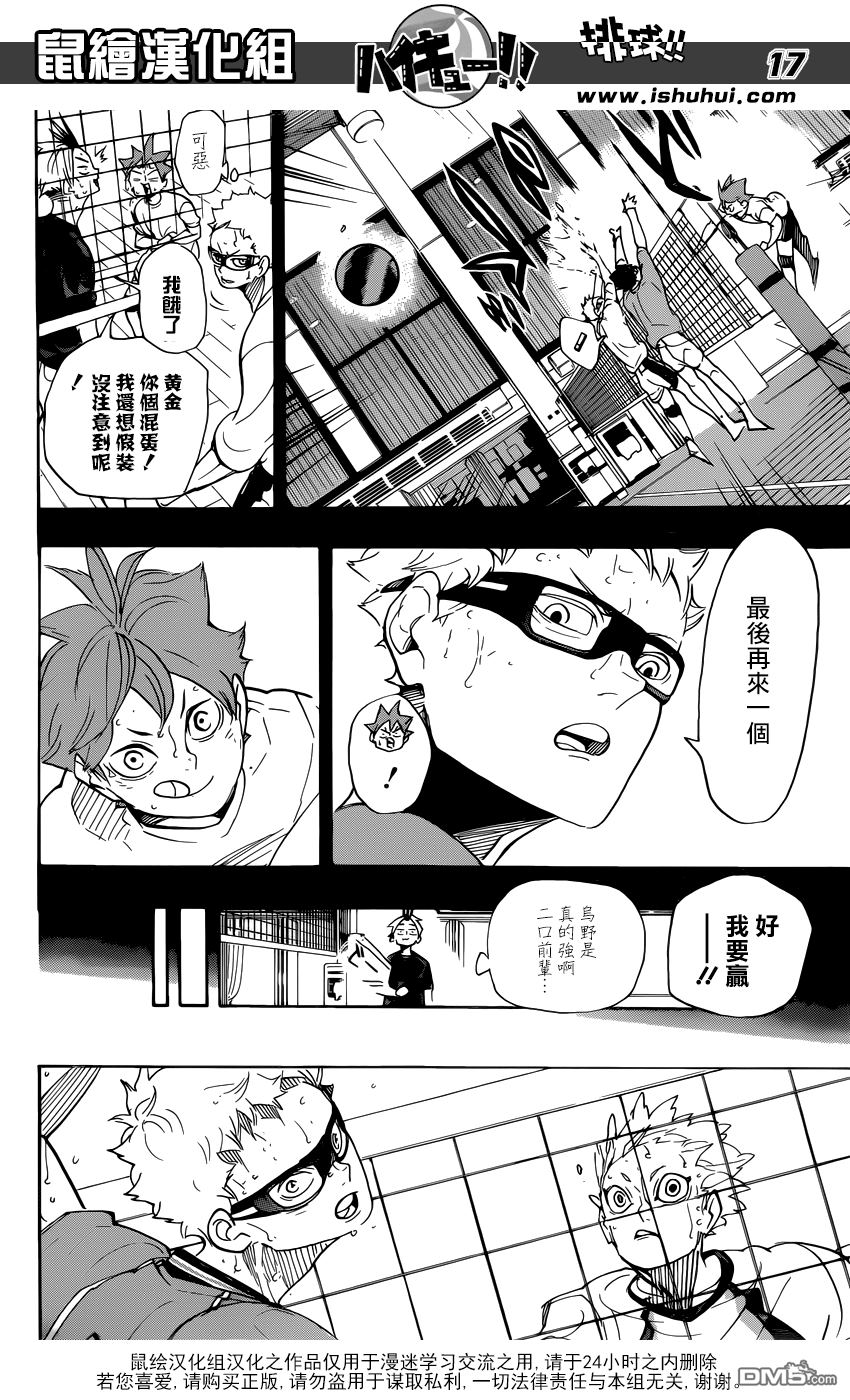 鼠繪漢化組
ハイキュー!!
排球!!
17
www.ishuhui.com
可惡
我餓了
黄金
你個混蛋！
我還想假裝
沒注意到呢
！
最後再來一個
！
好
我要贏
——!!
烏野是
真的強啊
二口前輩…
鼠绘汉化组汉化之作品仅用于漫迷学习交流之用, 请于24小时之内删除
若您喜爱, 请购买正版, 请勿盗用于谋取私利, 一切法律责任与本组无关, 谢谢。
DM5.com